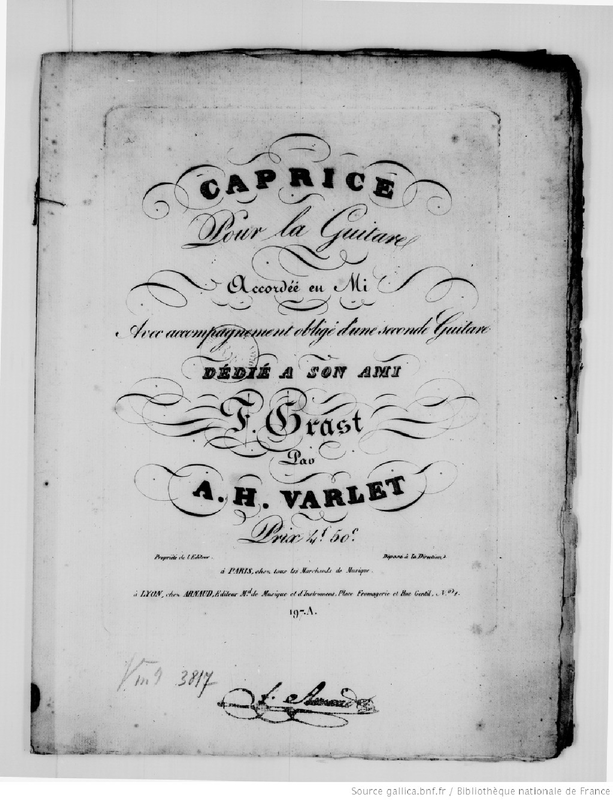 CAPRICE
Pour la Guitare
Accordéé en Mi
Avec accompagnement obligé d'une seconde Guitare
DÉDIÉ A SON AMI
F. Grast
Par
A. H. VARLET
Prix 4f 50c.
Propriété de l'Editeur.
Déposé à la Direction.
à PARIS, chez tous les Marchands de Musique.
à LYON, chez ARNAUD, Editeur Md. de Musique et d'Instrumens, Place Fromagerie et Rue Gentil, No.
197. A.
Vm9 3817
Source gallica.bnf.fr / Bibliothèque nationale de France